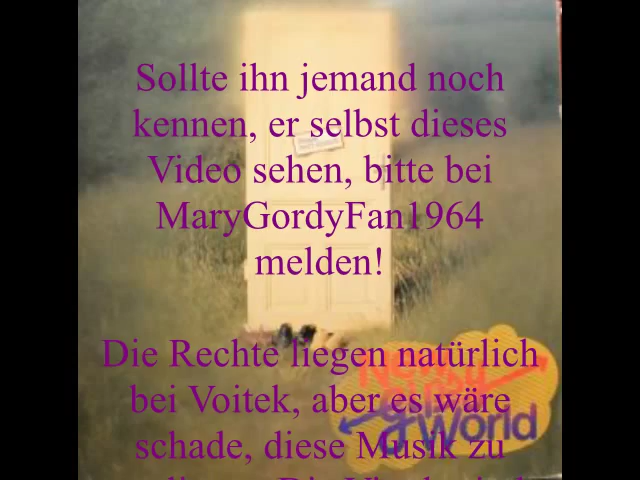 Sollte ihn jemand noch
kennen, er selbst dieses
Video sehen, bitte bei
MaryGordyFan1964
melden!
Die Rechte liegen natürlich
bei Voitek, aber es wäre
schade, diese Musik zu
World